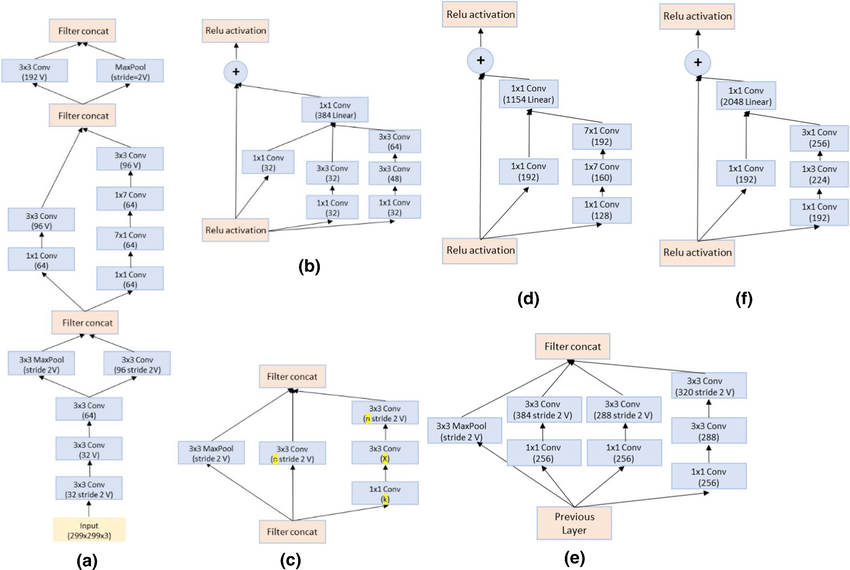 Filter concat
3x3 Conv
(192 V)
MaxPool
(stride=2V)
Filter concat
3x3 Conv
(96 V)
1x7 Conv
(64)
3x3 Conv
(96 V)
7x1 Conv
(64)
1x1 Conv
(64)
1x1 Conv
(64)
Filter concat
3x3 MaxPool
(stride 2V)
3x3 Conv
(96 stride 2V)
3x3 Conv
(64)
3x3 Conv
(32 V)
3x3 Conv
(32 stride 2 V)
Input
(299x299x3)
(a)
Relu activation
+
1x1 Conv
(384 Linear)
3x3 Conv
(64)
1x1 Conv
(32)
3x3 Conv
(32)
3x3 Conv
(48)
1x1 Conv
(32)
1x1 Conv
(32)
Relu activation
(b)
Filter concat
3x3 Conv
(n stride 2 V)
3x3 MaxPool
(stride 2 V)
3x3 Conv
(n stride 2 V)
3x3 Conv
(X)
1x1 Conv
(k)
Filter concat
(c)
Relu activation
+
1x1 Conv
(1154 Linear)
7x1 Conv
(192)
1x1 Conv
(192)
1x7 Conv
(160)
1x1 Conv
(128)
Relu activation
(d)
Filter concat
3x3 Conv
(320 stride 2 V)
3x3 Conv
(384 stride 2 V)
3x3 Conv
(288 stride 2 V)
3x3 MaxPool
(stride 2 V)
3x3 Conv
(288)
1x1 Conv
(256)
1x1 Conv
(256)
1x1 Conv
(256)
Previous
Layer
(e)
Relu activation
+
1x1 Conv
(2048 Linear)
3x1 Conv
(256)
1x1 Conv
(192)
1x3 Conv
(224)
1x1 Conv
(192)
Relu activation
(f)